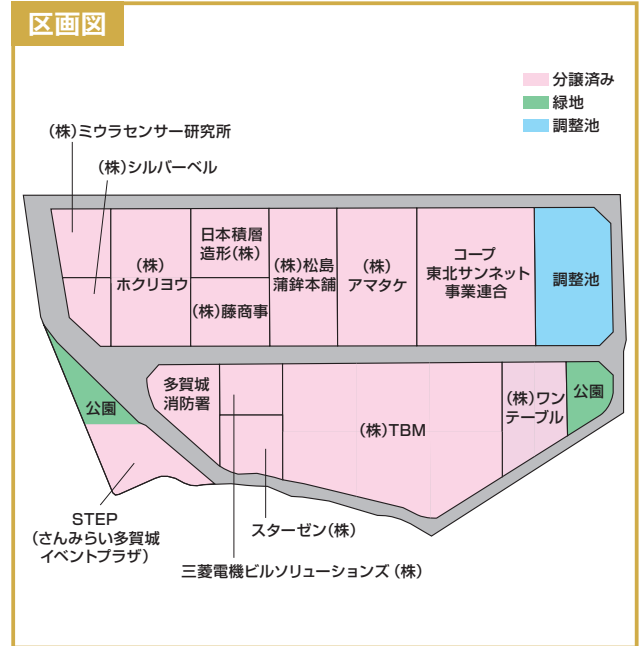 区画図
分譲済み
緑地
調整池
(株)ミウラセンサー研究所
(株)シルバーベル
(株)
ホクリヨウ
日本積層
造形(株)
(株)藤商事
(株)松島
蒲鉾本舗
(株)
アマタケ
コープ
東北サンネット
事業連合
調整池
公園
多賀城
消防署
(株)TBM
(株)ワン
テーブル
公園
STEP
(さんみらい多賀城
イベントプラザ)
スターゼン(株)
三菱電機ビルソリューションズ(株)